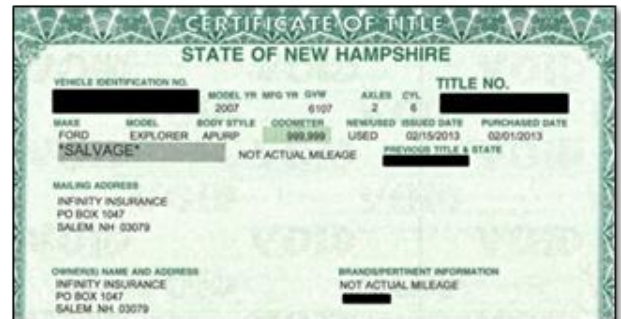 CERTIFICATE OF TITLE
STATE OF NEW HAMPSHIRE
VEHICLE IDENTIFICATION NO. MODEL YR MFG YR GVW AXLES CYL TITLE NO.
2007 6107 2 6
MAKE MODEL BODY STYLE ODOMETER NEW/USED ISSUED DATE PURCHASED DATE
FORD EXPLORER APURP 999,999 USED 02/15/2013 02/01/2013
*SALVAGE* NOT ACTUAL MILEAGE PREVIOUS TITLE & STATE
MAILING ADDRESS
INFINITY INSURANCE
PO BOX 1047
SALEM NH 03079
OWNER(S) NAME AND ADDRESS BRANDS/PERTINENT INFORMATION
INFINITY INSURANCE NOT ACTUAL MILEAGE
PO BOX 1047
SALEM NH 03079